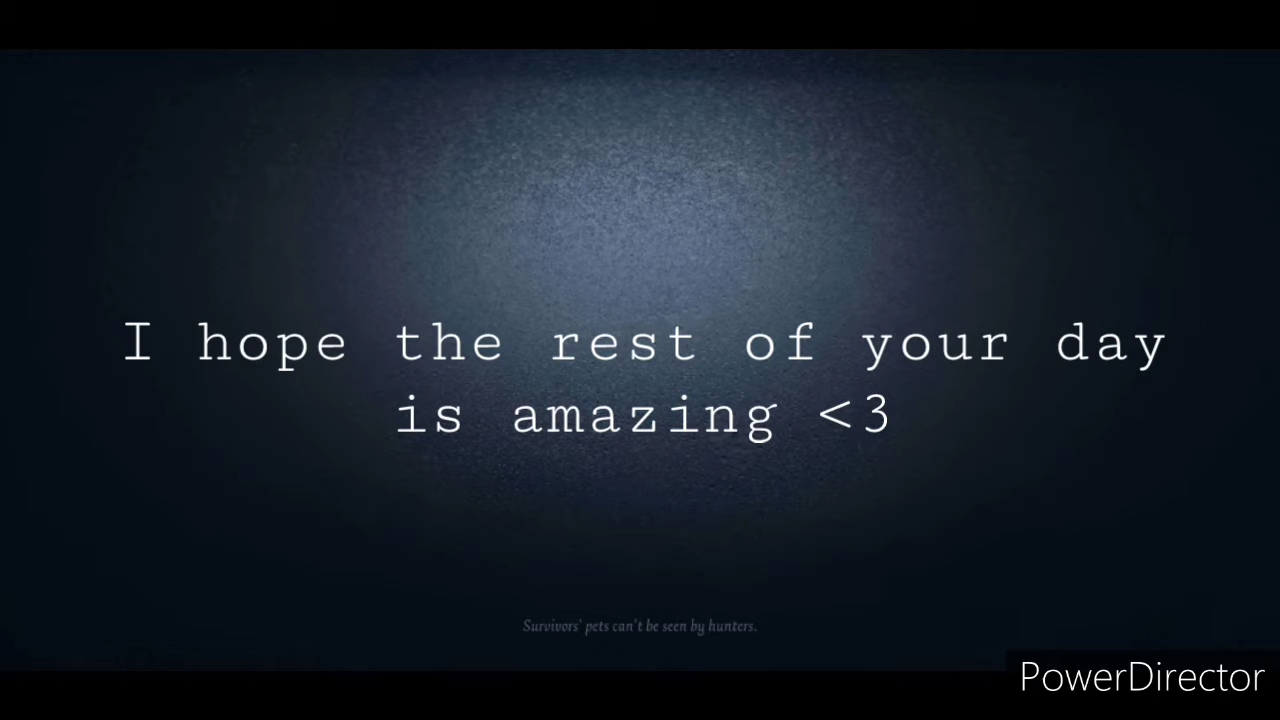 I hope the rest of your day
is amazing <3
Survivors' pets can't be seen by hunters.
PowerDirector